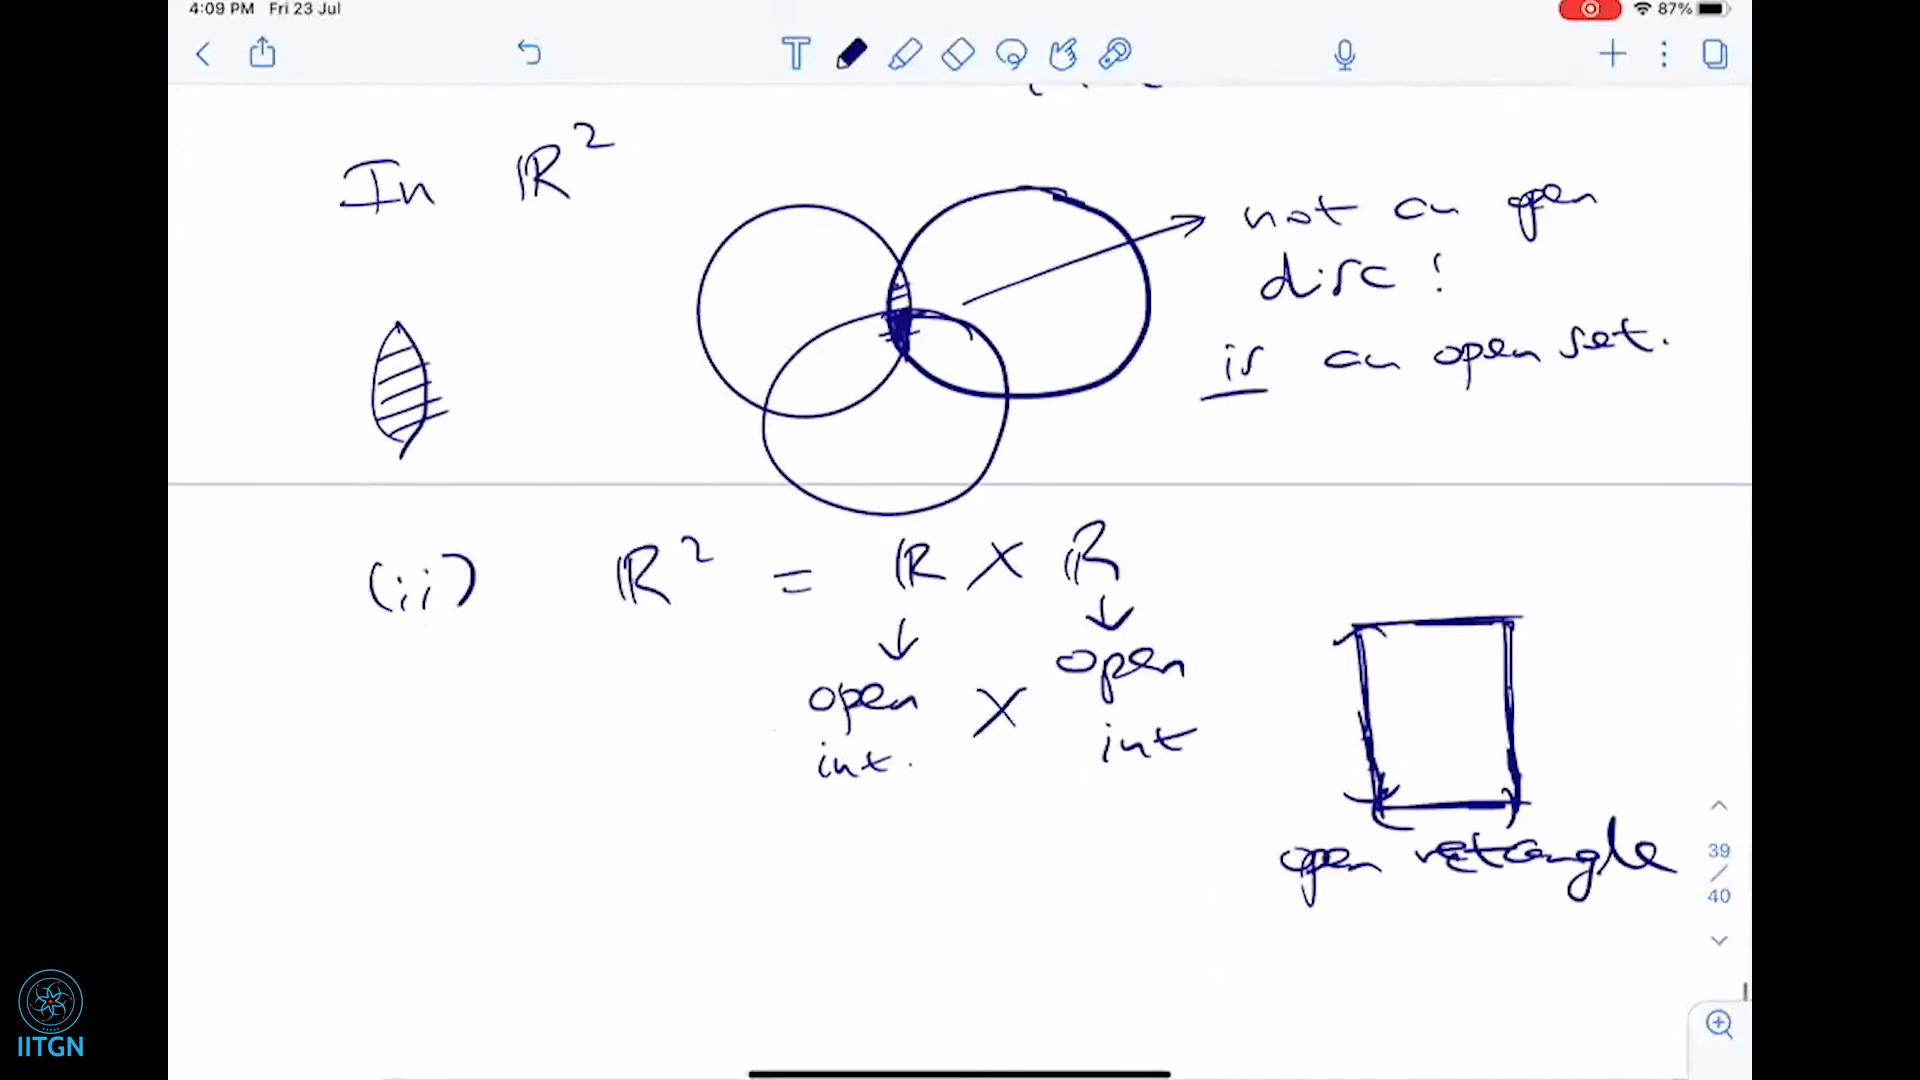 4:09 PM Fri 23 Jul
87%
In ℝ²
not an open
disc!
is an open set.
(ii) ℝ² = ℝ × ℝ
↓ ↓
open × open
int. int
open retangle
39
/
40
IITGN